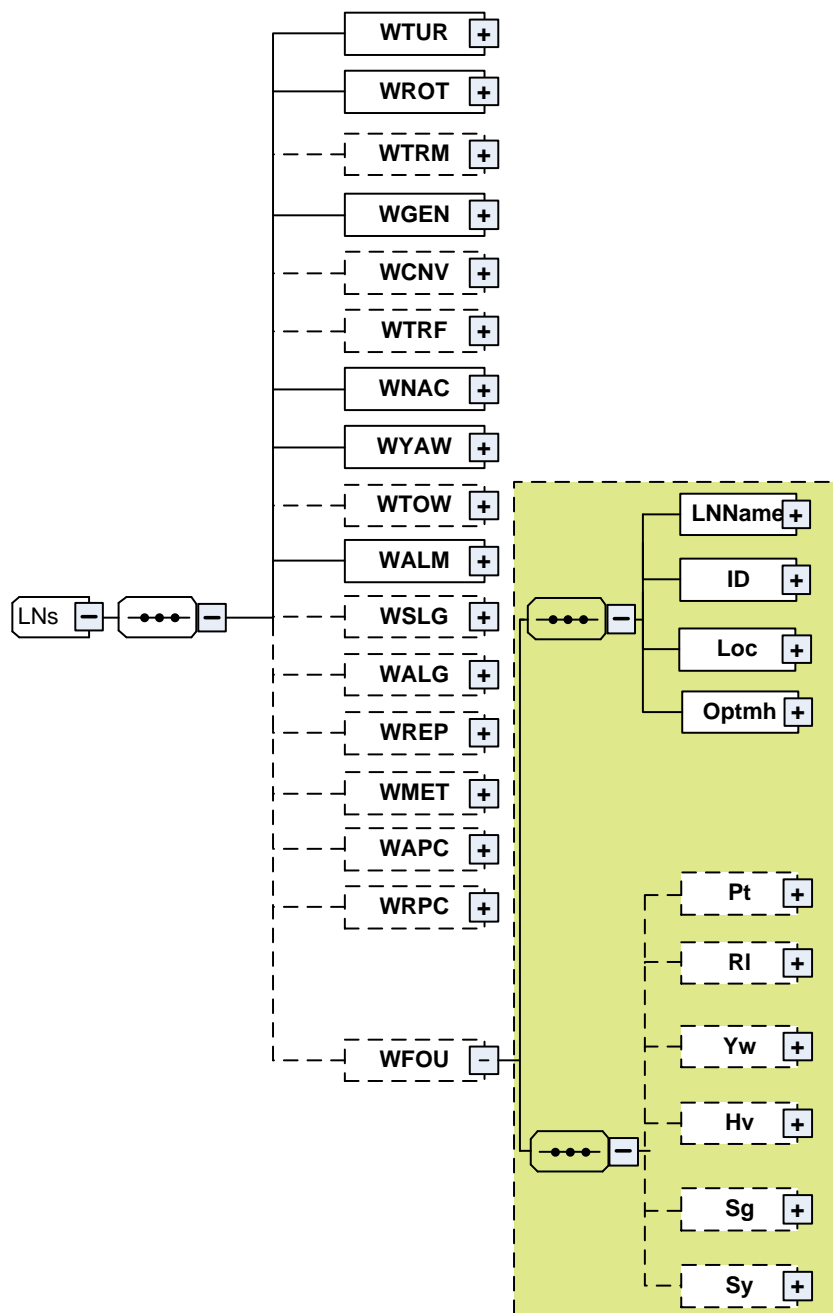 LNs
WTUR
WROT
WTRM
WGEN
WCNV
WTRF
WNAC
WYAW
WTOW
WALM
WSLG
WALG
WREP
WMET
WAPC
WRPC
WFOU
LNName
ID
Loc
Optmh
Pt
Rl
Yw
Hv
Sg
Sy